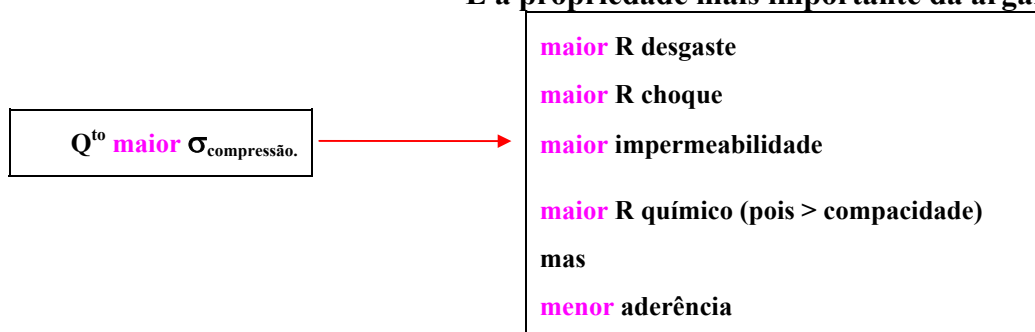 É a propriedade mais importante da
maior R desgaste
maior R choque
Qto maior σcompressão.
maior impermeabilidade
maior R químico (pois > compacidade)
mas
menor aderência